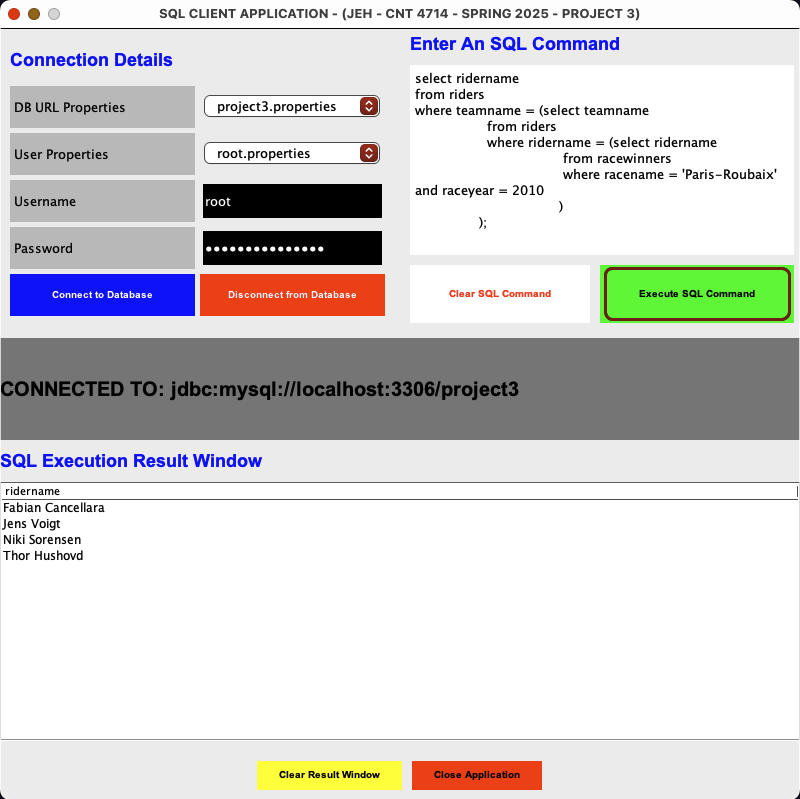 SQL CLIENT APPLICATION - (JEH - CNT 4714 - SPRING 2025 - PROJECT 3)
Connection Details
DB URL Properties
project3.properties
User Properties
root.properties
Username
root
Password
●●●●●●●●●●●●●●●
Connect to Database
Disconnect from Database
Enter An SQL Command
select ridername
from riders
where teamname = (select teamname
from riders
where ridername = (select ridername
from racewinners
where racename = 'Paris-Roubaix'
and raceyear = 2010
)
);
Clear SQL Command
Execute SQL Command
CONNECTED TO: jdbc:mysql://localhost:3306/project3
SQL Execution Result Window
ridername
Fabian Cancellara
Jens Voigt
Niki Sorensen
Thor Hushovd
Clear Result Window
Close Application